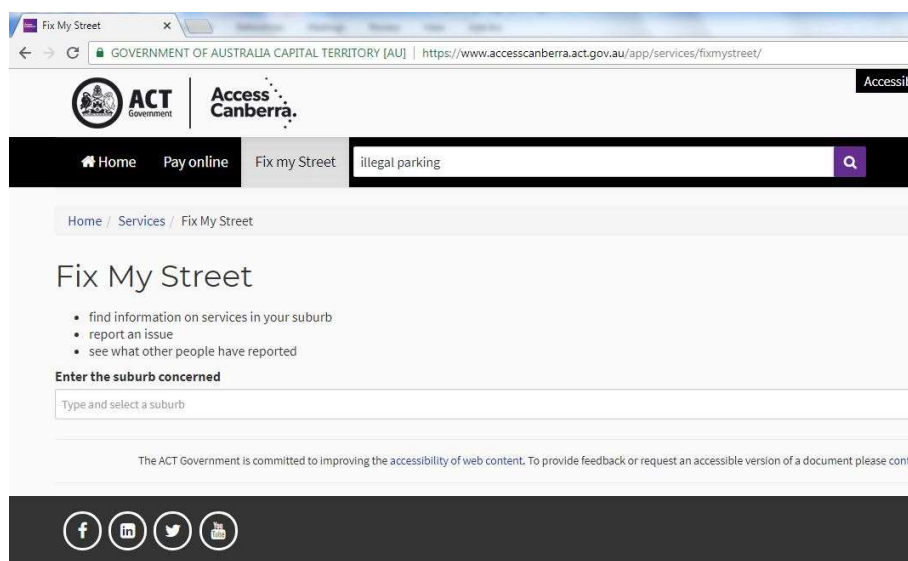 Fix My Street
GOVERNMENT OF AUSTRALIA CAPITAL TERRITORY [AU] | https://www.accesscanberra.act.gov.au/app/services/fixmystreet/
Accessib
ACT
Government
Access
Canberra.
Home Pay online Fix my Street illegal parking
Home / Services / Fix My Street
Fix My Street
• find information on services in your suburb
• report an issue
• see what other people have reported
Enter the suburb concerned
Type and select a suburb
The ACT Government is committed to improving the accessibility of web content. To provide feedback or request an accessible version of a document please con
f in You Tube